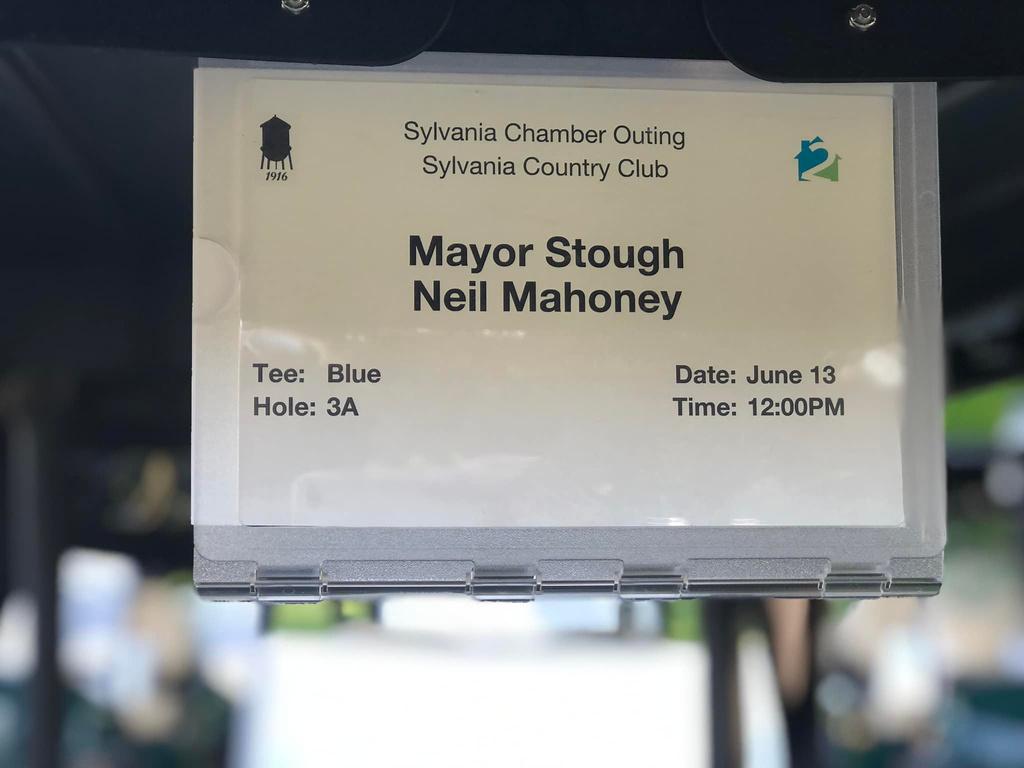 Sylvania Chamber Outing
Sylvania Country Club
1916
2
Mayor Stough
Neil Mahoney
Tee: Blue
Hole: 3A
Date: June 13
Time: 12:00PM